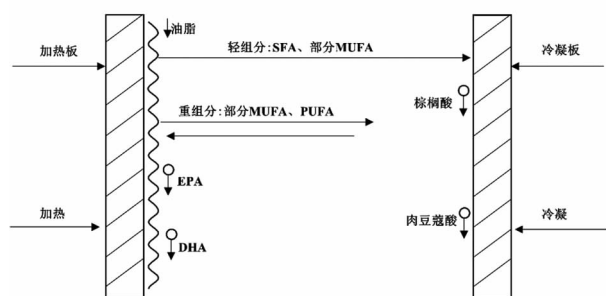 油脂
加热板
轻组分:SFA、部分MUFA
冷凝板
棕榈酸
重组分:部分MUFA、PUFA
EPA
加热
肉豆蔻酸
冷凝
DHA